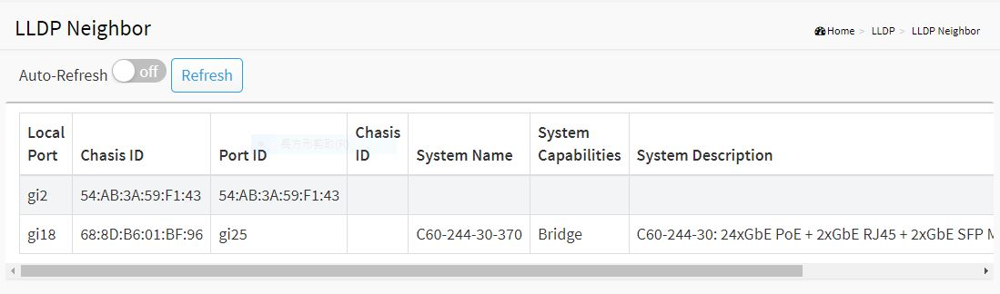 LLDP Neighbor
Home > LLDP > LLDP Neighbor
Auto-Refresh off Refresh
Local Port Chasis ID Port ID Chasis ID System Name System Capabilities System Description
gi2 54:AB:3A:59:F1:43 54:AB:3A:59:F1:43
gi18 68:8D:B6:01:BF:96 gi25 C60-244-30-370 Bridge C60-244-30: 24xGbE PoE + 2xGbE RJ45 + 2xGbE SFP M
長方形剪取(R)